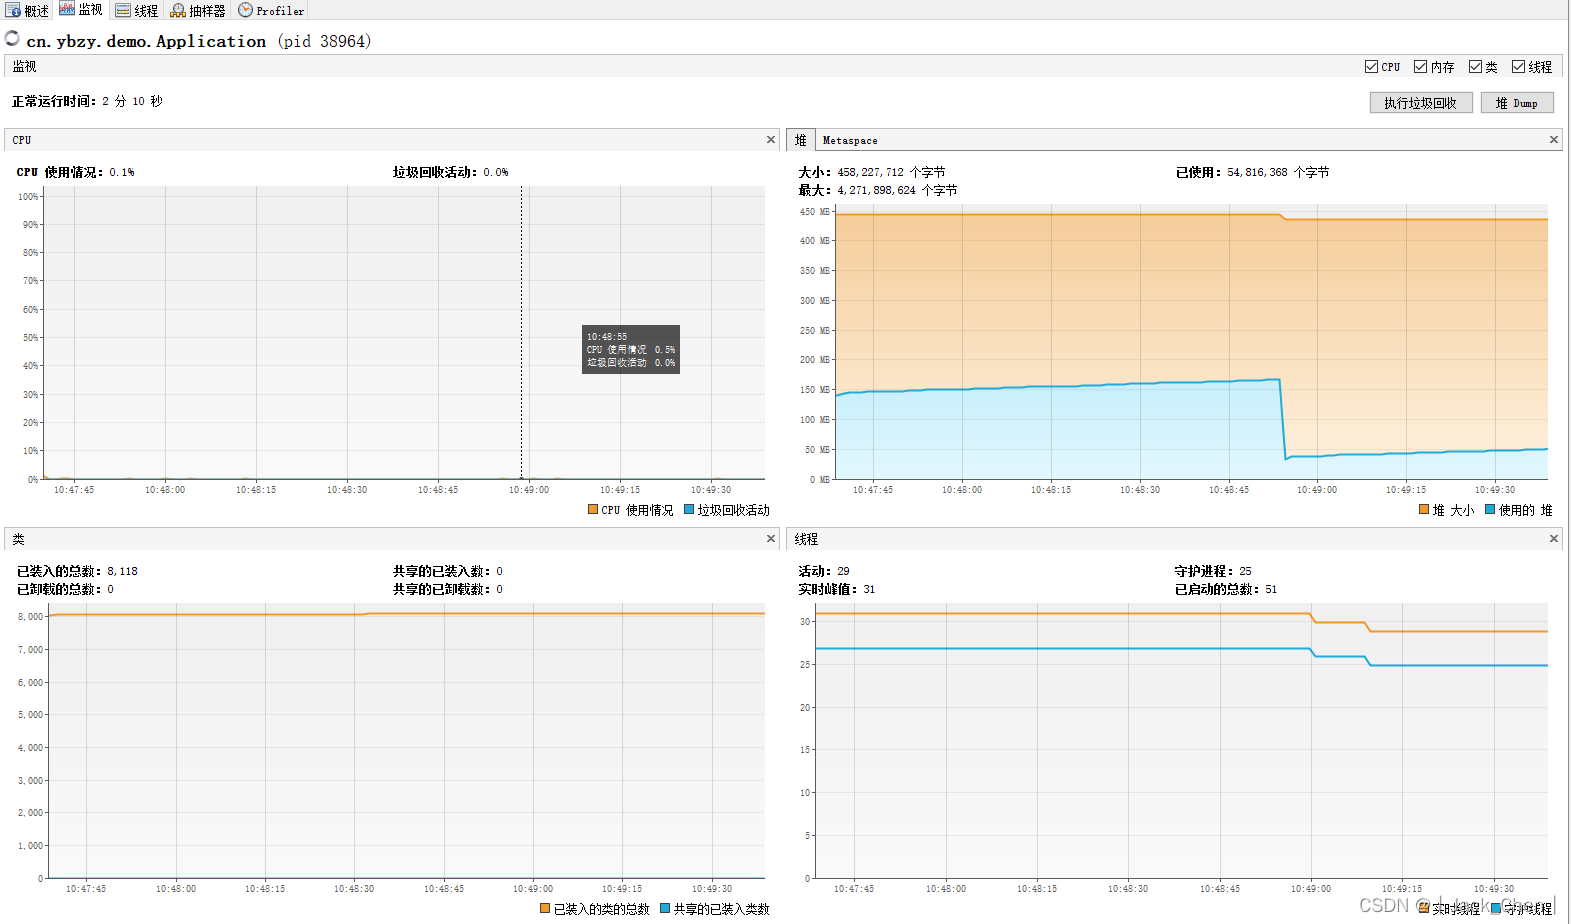 概述 监视 线程 抽样器 Profiler
cn.ybzy.demo.Application (pid 38964)
监视 CPU 内存 类 线程
正常运行时间: 2 分 10 秒 执行垃圾回收 堆 Dump
CPU
CPU 使用情况: 0.1% 垃圾回收活动: 0.0%
100%
90%
80%
70%
60%
50%
40%
30%
20%
10%
0%
10:48:55
CPU 使用情况 0.5%
垃圾回收活动 0.0%
10:47:45 10:48:00 10:48:15 10:48:30 10:48:45 10:49:00 10:49:15 10:49:30
CPU 使用情况 垃圾回收活动
堆 Metaspace
大小: 458,227,712 个字节 已使用: 54,816,368 个字节
最大: 4,271,898,624 个字节
450 MB
400 MB
350 MB
300 MB
250 MB
200 MB
150 MB
100 MB
50 MB
0 MB
10:47:45 10:48:00 10:48:15 10:48:30 10:48:45 10:49:00 10:49:15 10:49:30
堆 大小 使用的 堆
类
已装入的总数: 8,118 共享的已装入数: 0
已卸载的总数: 0 共享的已卸载数: 0
8,000
7,000
6,000
5,000
4,000
3,000
2,000
1,000
0
10:47:45 10:48:00 10:48:15 10:48:30 10:48:45 10:49:00 10:49:15 10:49:30
已装入的类的总数 共享的已装入类数
线程
活动: 29 守护进程: 25
实时峰值: 31 已启动的总数: 51
30
25
20
15
10
5
0
10:47:45 10:48:00 10:48:15 10:48:30 10:48:45 10:49:00 10:49:15 10:49:30
实时线程 守护线程
CSDN @